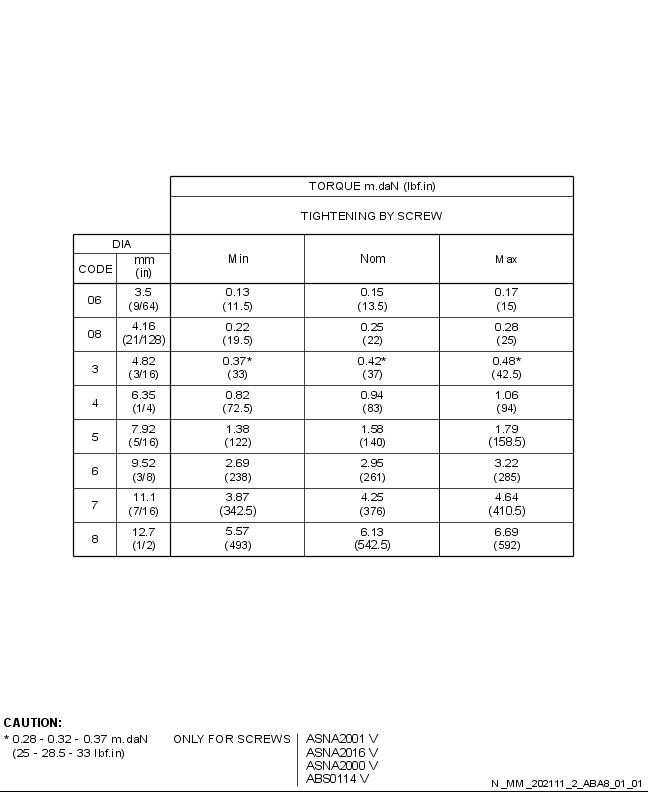 TORQUE m.daN (lbf.in)
TIGHTENING BY SCREW
DIA
CODE mm (in) Min Nom Max
06 3.5 0.13 0.15 0.17
(9/64) (11.5) (13.5) (15)
08 4.16 0.22 0.25 0.28
(21/128) (19.5) (22) (25)
3 4.82 0.37* 0.42* 0.48*
(3/16) (33) (37) (42.5)
4 6.35 0.82 0.94 1.06
(1/4) (72.5) (83) (94)
5 7.92 1.38 1.58 1.79
(5/16) (122) (140) (158.5)
6 9.52 2.69 2.95 3.22
(3/8) (238) (261) (285)
7 11.1 3.87 4.25 4.64
(7/16) (342.5) (376) (410.5)
8 12.7 5.57 6.13 6.69
(1/2) (493) (542.5) (592)
CAUTION:
* 0.28 - 0.32 - 0.37 m.daN ONLY FOR SCREWS ASNA2001 V
(25 - 28.5 - 33 lbf.in) ASNA2016 V
ASNA2000 V
ABS0114 V
N_MM_202111_2_ABA8_01_01